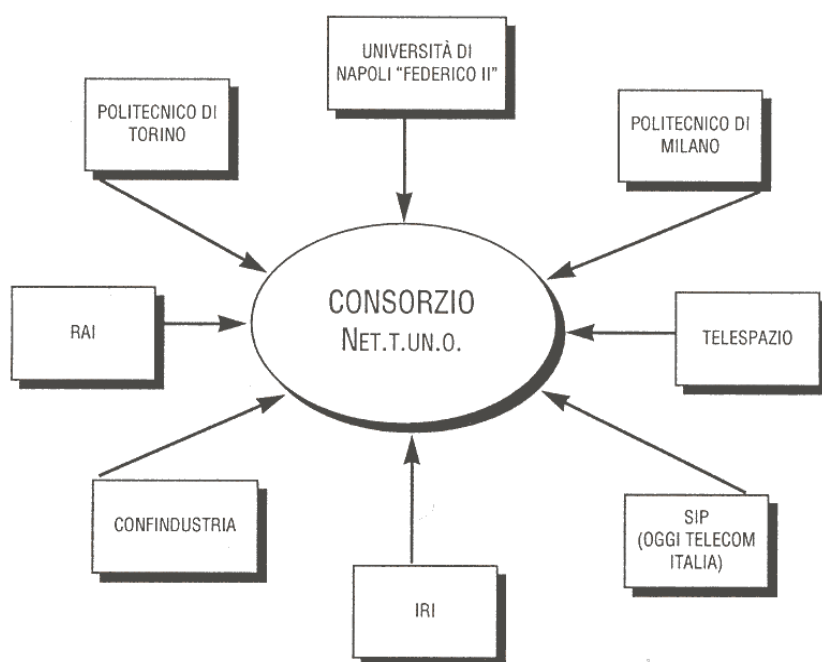 UNIVERSITÀ DI
NAPOLI "FEDERICO II"
POLITECNICO DI
TORINO
POLITECNICO DI
MILANO
CONSORZIO
NET.T.UN.O.
RAI
TELESPAZIO
CONFINDUSTRIA
SIP
(OGGI TELECOM
ITALIA)
IRI